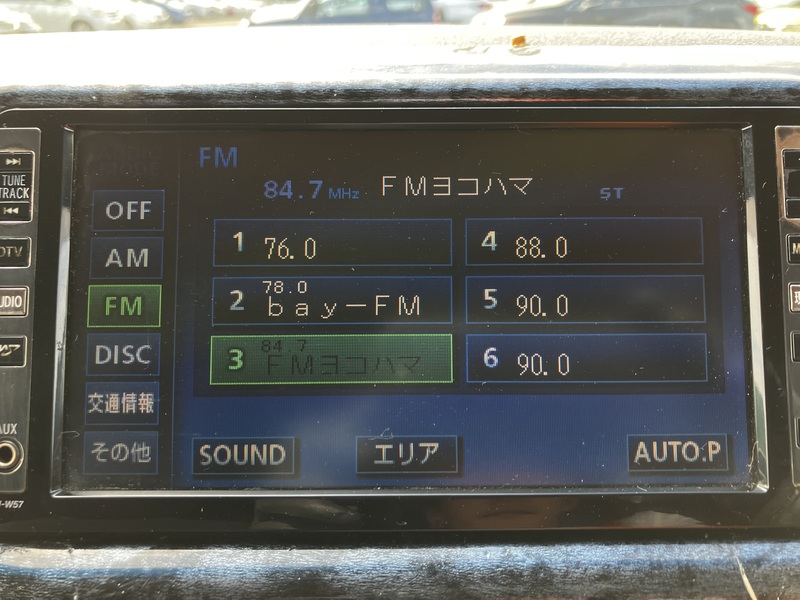 FM
84.7 MHz FMヨコハマ ST
OFF
AM
FM
DISC
交通情報
その他
1 76.0
2 78.0
bay-FM
3 84.7
FMヨコハマ
4 88.0
5 90.0
6 90.0
SOUND
エリア
AUTO.P
TUNE
TRACK
DTV
AUX
-W57